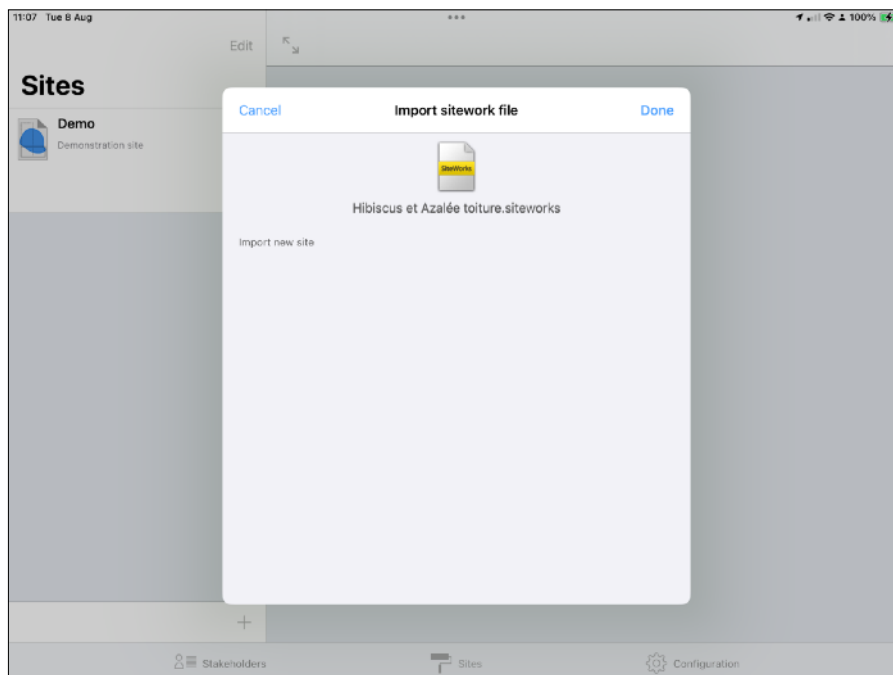 11:07 Tue 8 Aug
100%
Edit
Sites
Demo
Demonstration site
Cancel
Import sitework file
Done
SiteWorks
Hibiscus et Azalée toiture.siteworks
Import new site
Stakeholders
Sites
Configuration